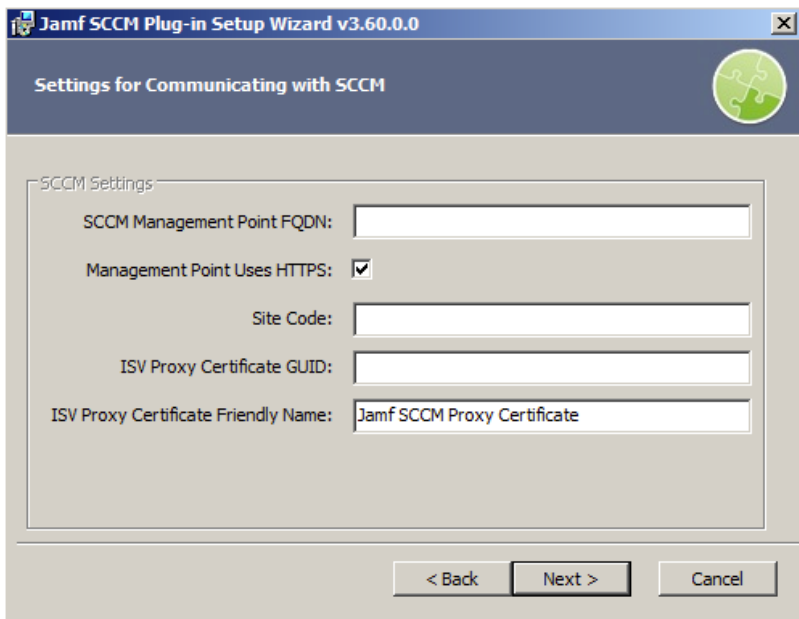 Jamf SCCM Plug-in Setup Wizard v3.60.0.0
Settings for Communicating with SCCM
SCCM Settings
SCCM Management Point FQDN:
Management Point Uses HTTPS:
Site Code:
ISV Proxy Certificate GUID:
ISV Proxy Certificate Friendly Name: Jamf SCCM Proxy Certificate
< Back Next > Cancel